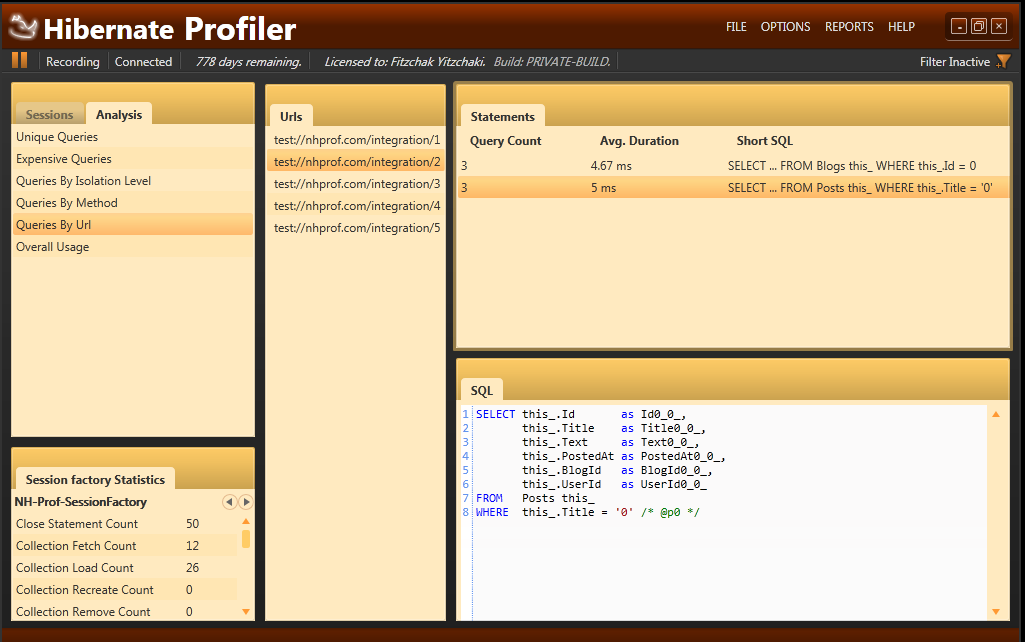 Hibernate Profiler
FILE OPTIONS REPORTS HELP
Recording Connected 778 days remaining. Licensed to: Fitzchak Yitzchaki. Build: PRIVATE-BUILD. Filter Inactive
Sessions Analysis
Unique Queries
Expensive Queries
Queries By Isolation Level
Queries By Method
Queries By Url
Overall Usage
Session factory Statistics
NH-Prof-SessionFactory
Close Statement Count 50
Collection Fetch Count 12
Collection Load Count 26
Collection Recreate Count 0
Collection Remove Count 0
Urls
test://nhprof.com/integration/1
test://nhprof.com/integration/2
test://nhprof.com/integration/3
test://nhprof.com/integration/4
test://nhprof.com/integration/5
Statements
Query Count Avg. Duration Short SQL
3 4.67 ms SELECT ... FROM Blogs this_ WHERE this_.Id = 0
3 5 ms SELECT ... FROM Posts this_ WHERE this_.Title = '0'
SQL
1 SELECT this_.Id as Id0_0_,
2 this_.Title as Title0_0_,
3 this_.Text as Text0_0_,
4 this_.PostedAt as PostedAt0_0_,
5 this_.BlogId as BlogId0_0_,
6 this_.UserId as UserId0_0_
7 FROM Posts this_
8 WHERE this_.Title = '0' /* @p0 */